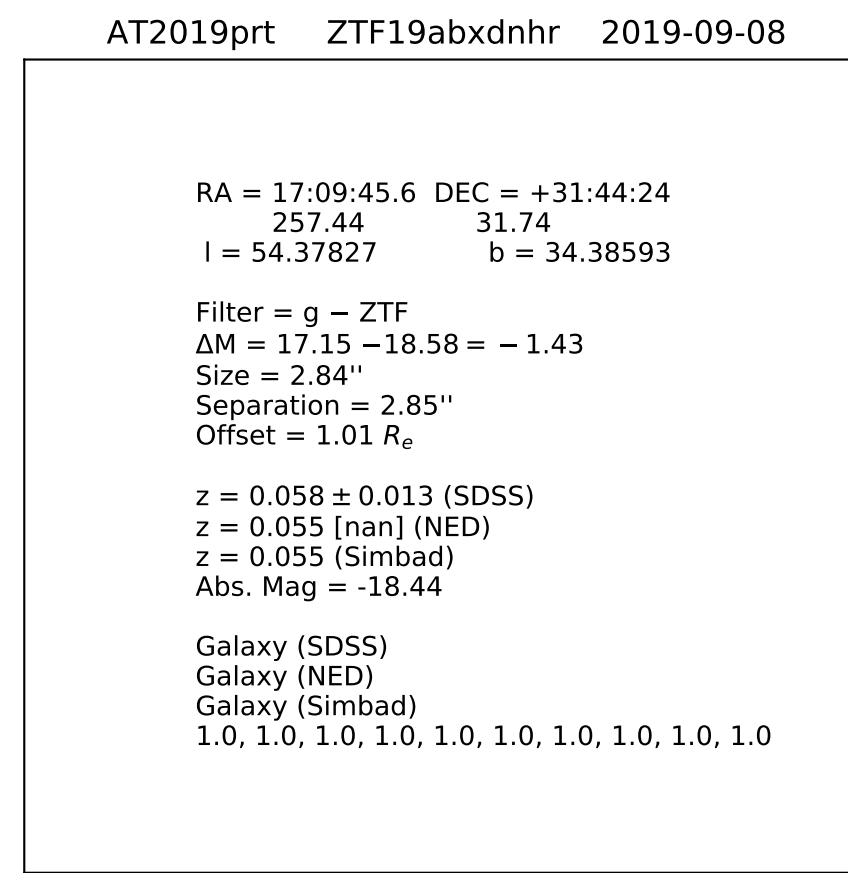 AT2019prt ZTF19abxdnhr 2019-09-08
RA = 17:09:45.6 DEC = +31:44:24
257.44 31.74
l = 54.37827 b = 34.38593
Filter = g − ZTF
ΔM = 17.15 −18.58 = − 1.43
Size = 2.84''
Separation = 2.85''
Offset = 1.01 Rₑ
z = 0.058 ± 0.013 (SDSS)
z = 0.055 [nan] (NED)
z = 0.055 (Simbad)
Abs. Mag = -18.44
Galaxy (SDSS)
Galaxy (NED)
Galaxy (Simbad)
1.0, 1.0, 1.0, 1.0, 1.0, 1.0, 1.0, 1.0, 1.0, 1.0